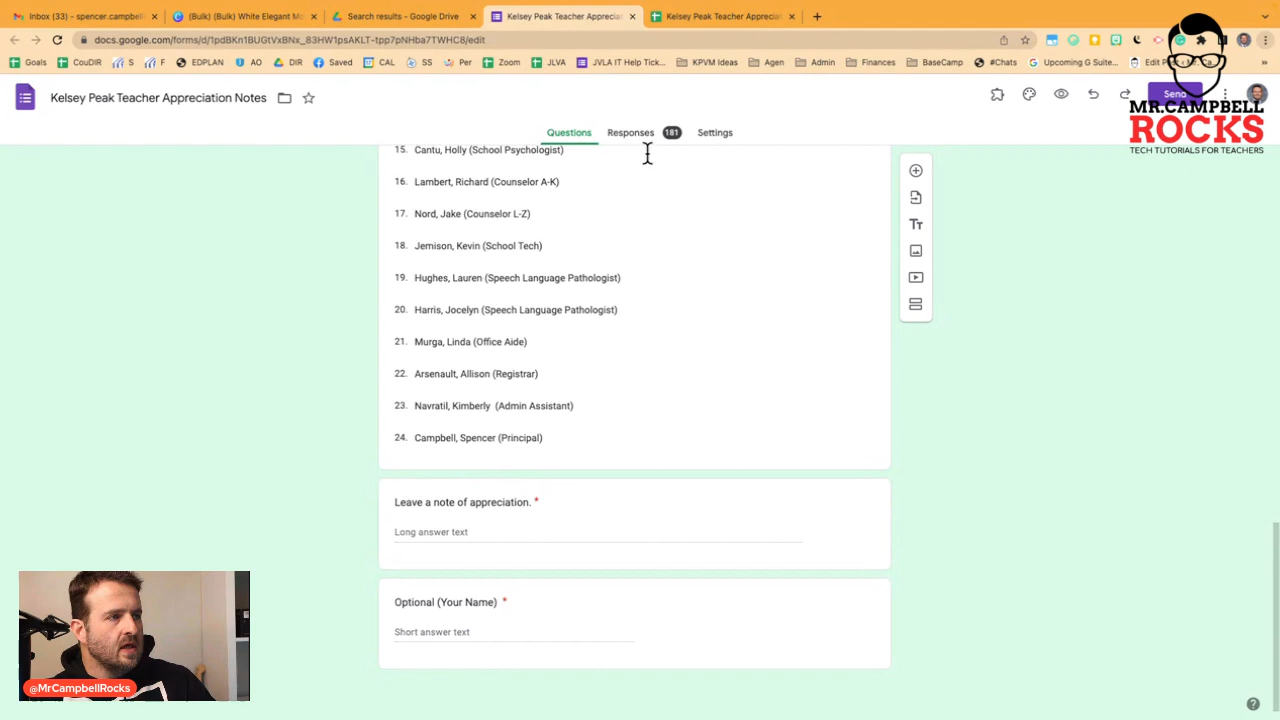 Inbox (33) - spencer.campbell
(Bulk) (Bulk) White Elegant Mo
Search results - Google Drive
Kelsey Peak Teacher Appreciati
Kelsey Peak Teacher Appreciat
docs.google.com/forms/d/1pdBKn1BUGtVxBNx_83HW1psAKLT-tpp7pNHba7TWHC8/edit
Goals
CouDIR
S
F
EDPLAN
AO
DIR
Saved
CAL
SS
Per
Zoom
JLVA
JVLA IT Help Tick...
KPVM Ideas
Agen
Admin
Finances
BaseCamp
#Chats
Upcoming G Suite...
Edit
Kelsey Peak Teacher Appreciation Notes
Send
MR.CAMPBELL
ROCKS
TECH TUTORIALS FOR TEACHERS
Questions
Responses 181
Settings
15. Cantu, Holly (School Psychologist)
16. Lambert, Richard (Counselor A-K)
17. Nord, Jake (Counselor L-Z)
18. Jemison, Kevin (School Tech)
19. Hughes, Lauren (Speech Language Pathologist)
20. Harris, Jocelyn (Speech Language Pathologist)
21. Murga, Linda (Office Aide)
22. Arsenault, Allison (Registrar)
23. Navratil, Kimberly (Admin Assistant)
24. Campbell, Spencer (Principal)
Leave a note of appreciation. *
Long answer text
Optional (Your Name) *
Short answer text
@MrCampbellRocks